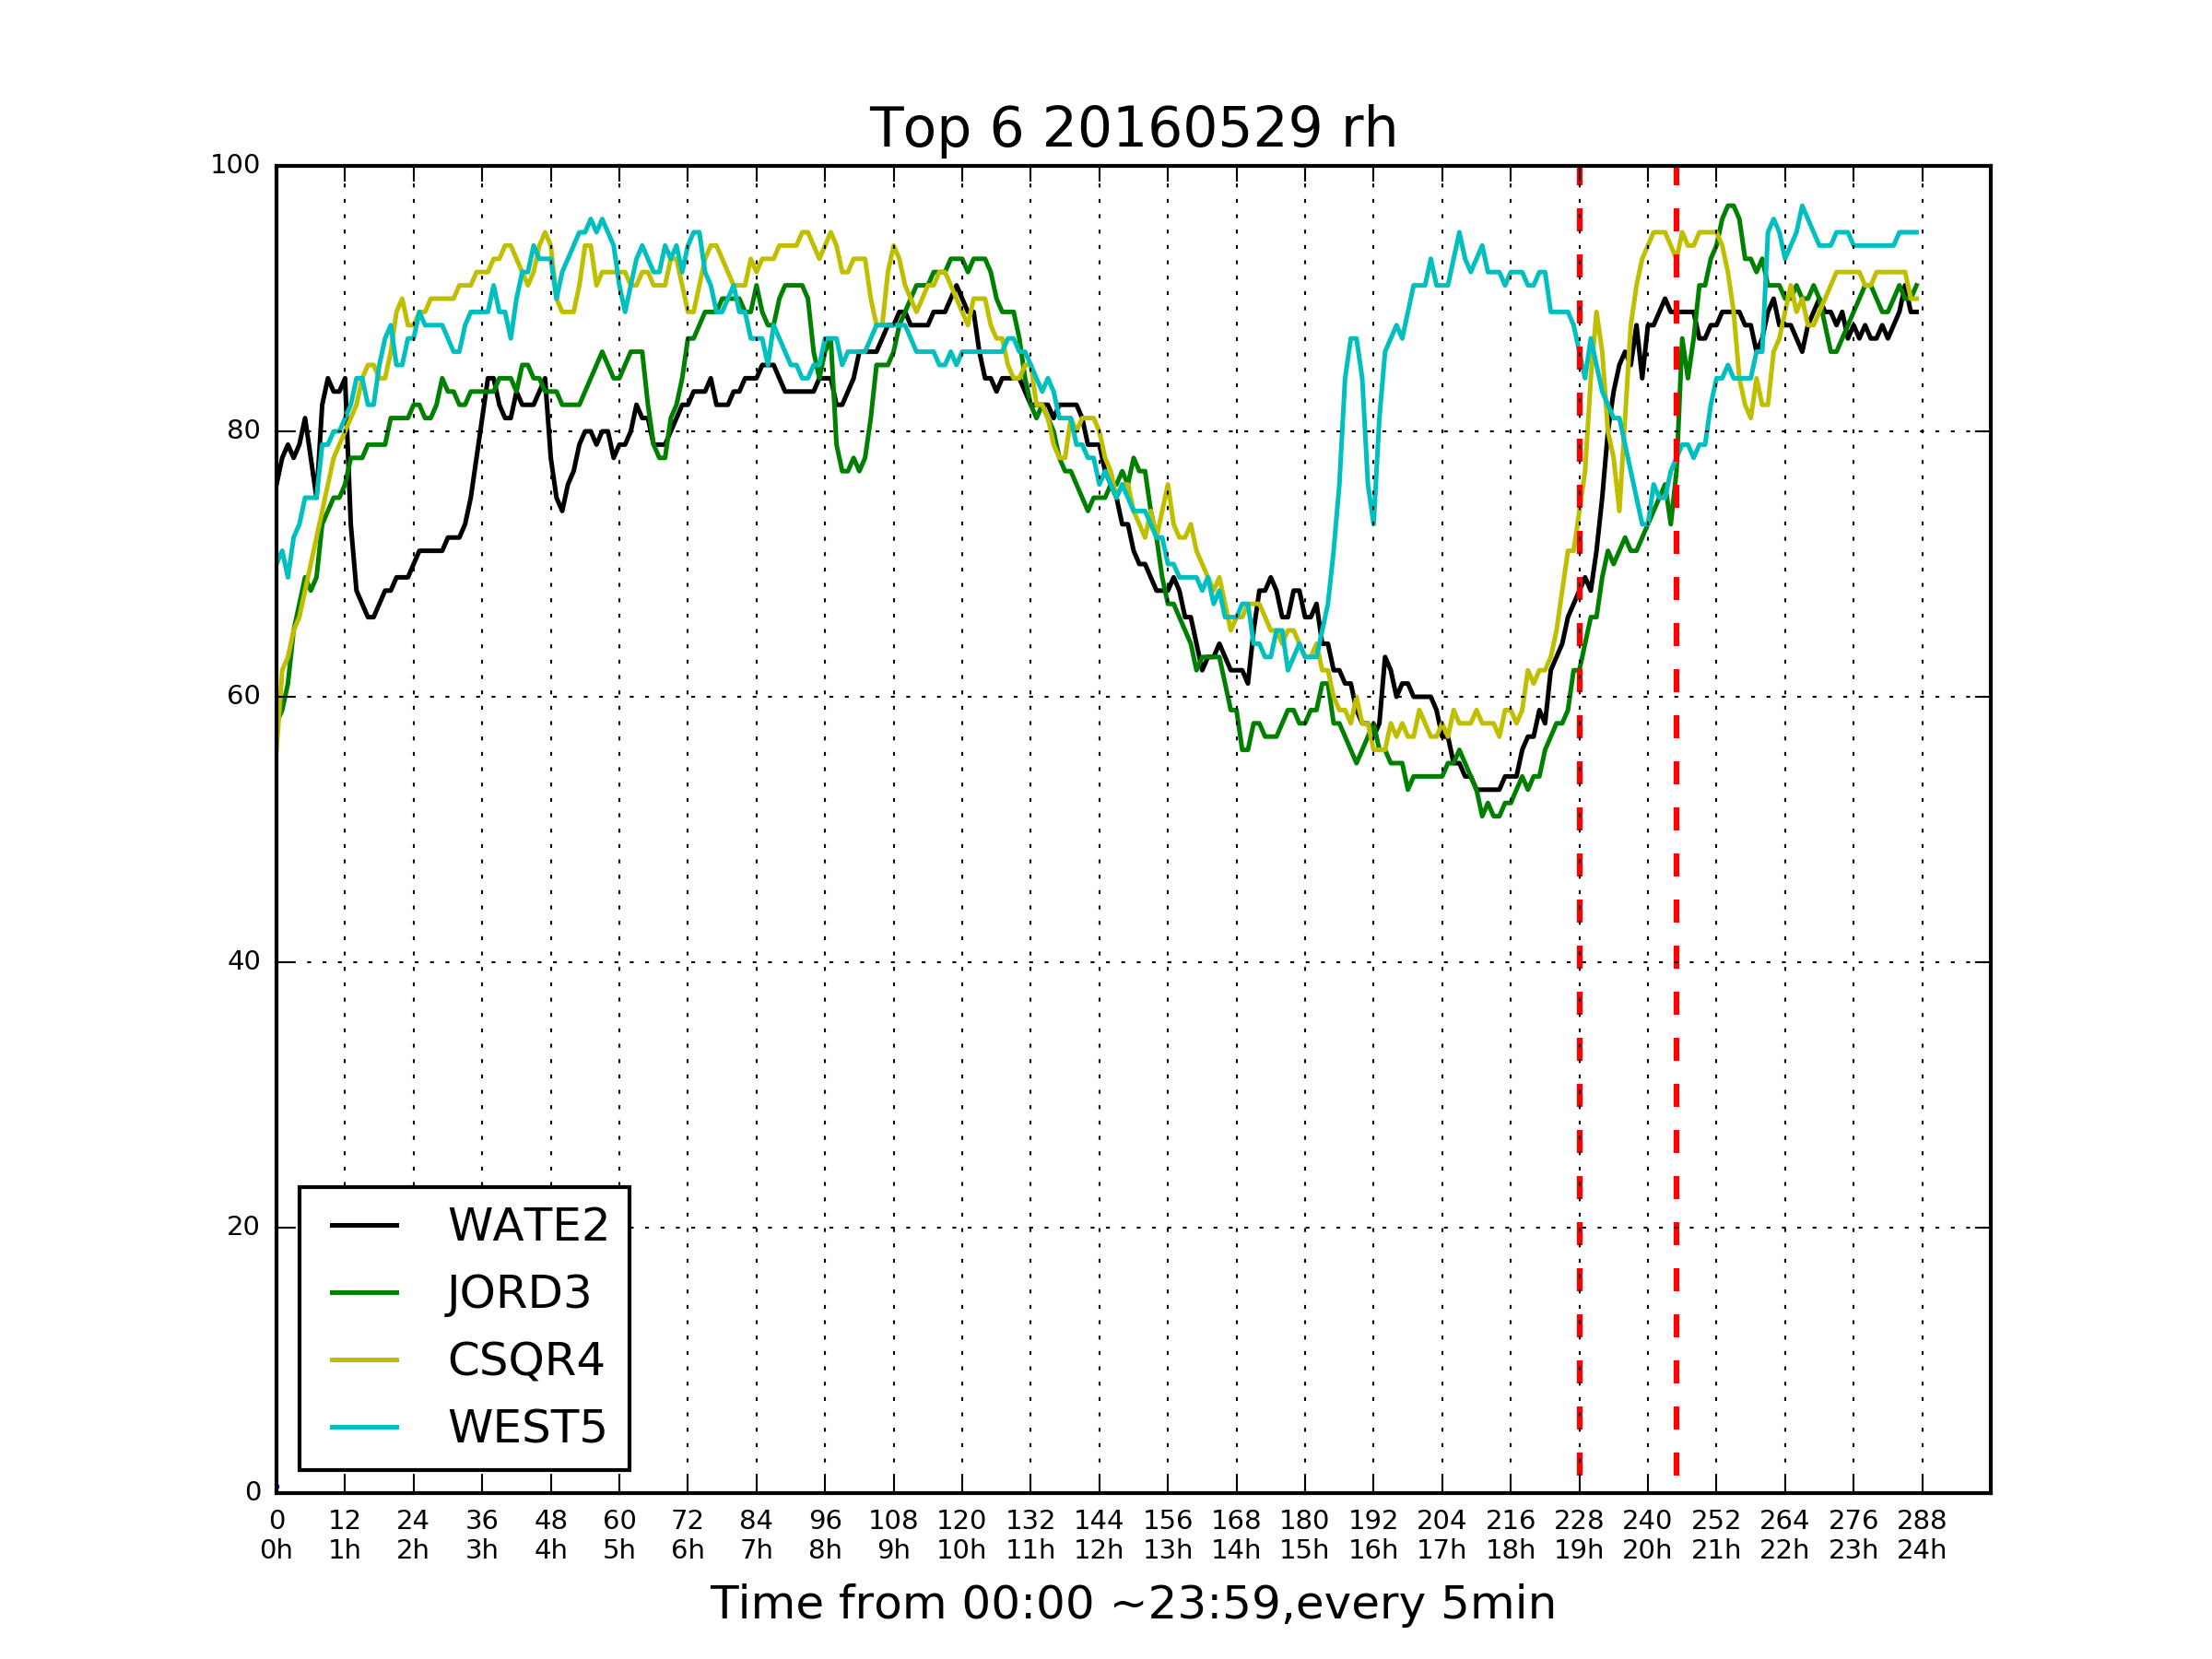 Top 6 20160529 rh
100
80
60
40
20
0
WATE2
JORD3
CSQR4
WEST5
0 12 24 36 48 60 72 84 96 108 120 132 144 156 168 180 192 204 216 228 240 252 264 276 288
0h 1h 2h 3h 4h 5h 6h 7h 8h 9h 10h 11h 12h 13h 14h 15h 16h 17h 18h 19h 20h 21h 22h 23h 24h
Time from 00:00 ~23:59,every 5min